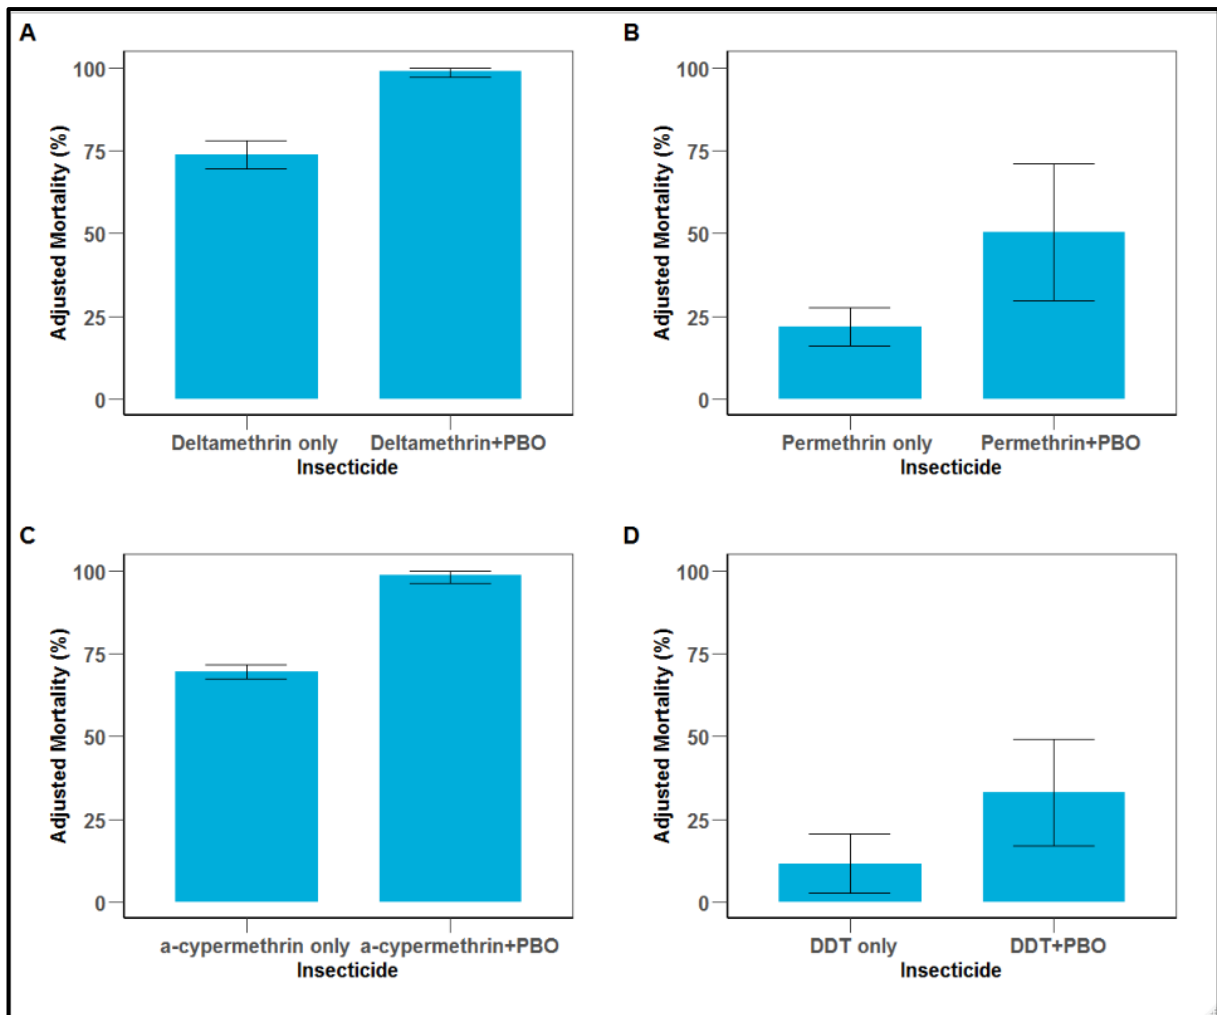 A
Adjusted Mortality (%)
100
75
50
25
0
Deltamethrin only Deltamethrin+PBO
Insecticide
B
Adjusted Mortality (%)
100
75
50
25
0
Permethrin only Permethrin+PBO
Insecticide
C
Adjusted Mortality (%)
100
75
50
25
0
a-cypermethrin only a-cypermethrin+PBO
Insecticide
D
Adjusted Mortality (%)
100
75
50
25
0
DDT only DDT+PBO
Insecticide